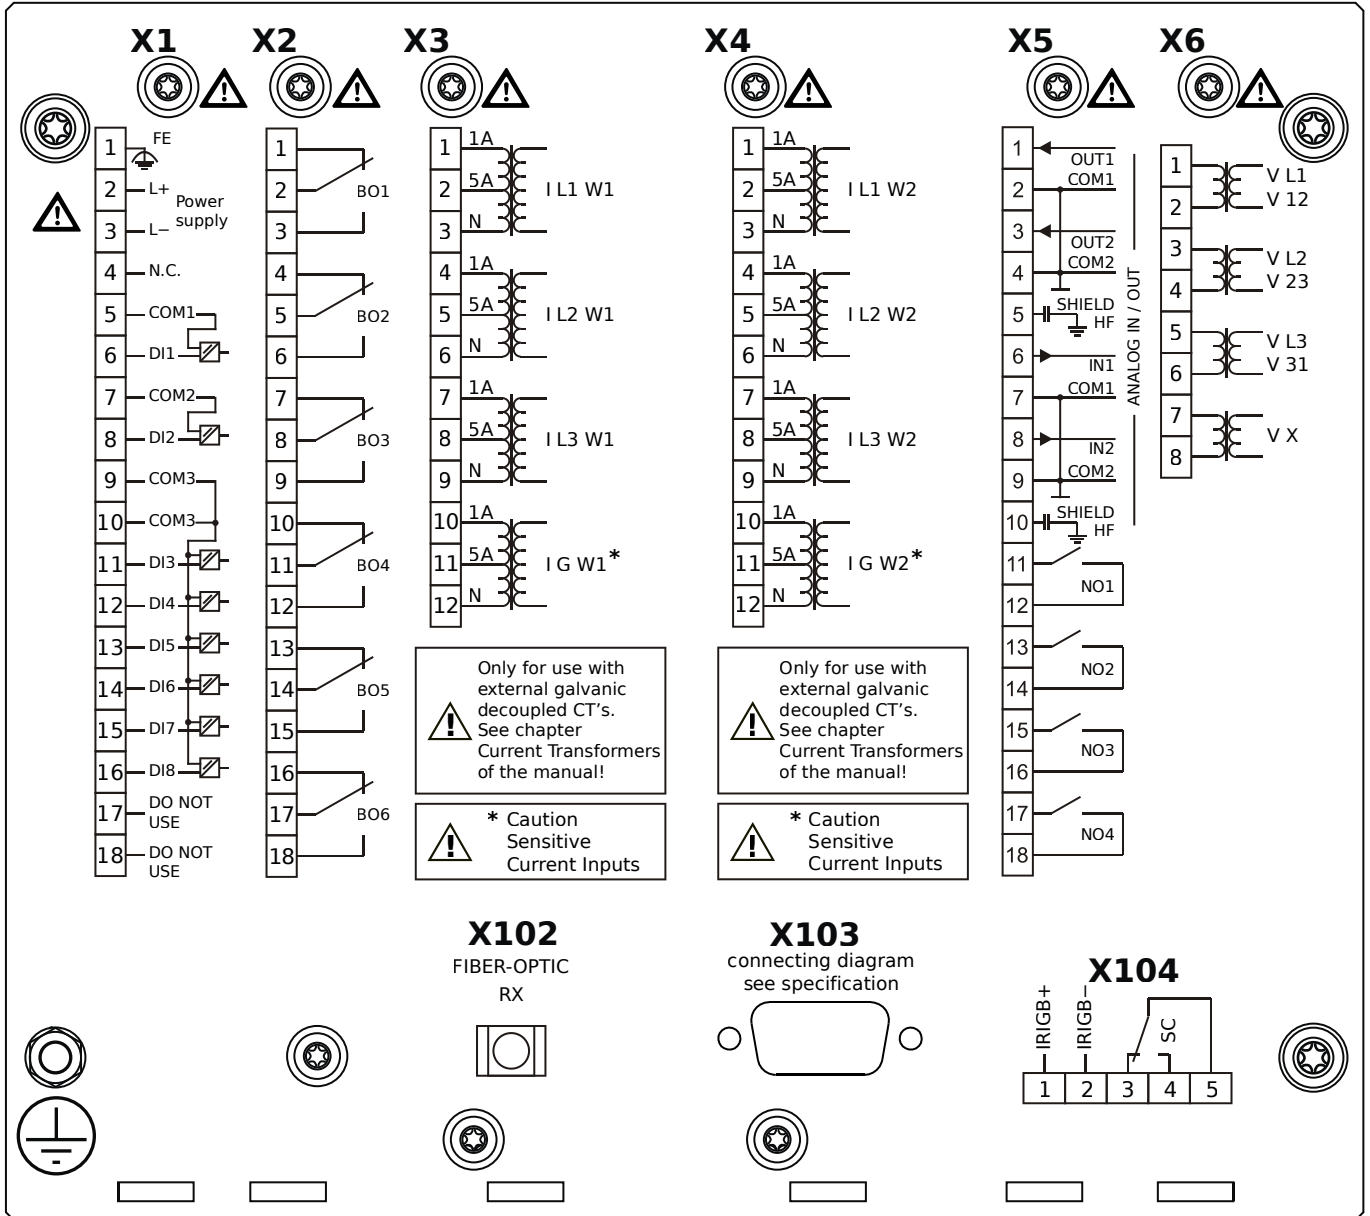 X1
1
FE
2
L+
Power
supply
3
L−
4
N.C.
5
COM1
6
DI1
7
COM2
8
DI2
9
COM3
10
COM3
11
DI3
12
DI4
13
DI5
14
DI6
15
DI7
16
DI8
17
DO NOT
USE
18
DO NOT
USE
X2
1
2
BO1
3
4
5
BO2
6
7
8
BO3
9
10
11
BO4
12
13
14
BO5
15
16
17
BO6
18
X3
1
1A
2
5A
I L1 W1
3
N
4
1A
5
5A
I L2 W1
6
N
7
1A
8
5A
I L3 W1
9
N
10
1A
11
5A
I G W1*
12
N
Only for use with
external galvanic
decoupled CT's.
See chapter
Current Transformers
of the manual!
* Caution
Sensitive
Current Inputs
X4
1
1A
2
5A
I L1 W2
3
N
4
1A
5
5A
I L2 W2
6
N
7
1A
8
5A
I L3 W2
9
N
10
1A
11
5A
I G W2*
12
N
Only for use with
external galvanic
decoupled CT's.
See chapter
Current Transformers
of the manual!
* Caution
Sensitive
Current Inputs
X5
1
OUT1
2
COM1
3
OUT2
4
COM2
5
SHIELD
HF
6
IN1
7
COM1
8
IN2
9
COM2
10
SHIELD
HF
ANALOG IN / OUT
11
NO1
12
13
NO2
14
15
NO3
16
17
NO4
18
X6
1
V L1
2
V 12
3
V L2
4
V 23
5
V L3
6
V 31
7
V X
8
X102
FIBER-OPTIC
RX
X103
connecting diagram
see specification
X104
IRIGB+
IRIGB−
SC
1 2 3 4 5